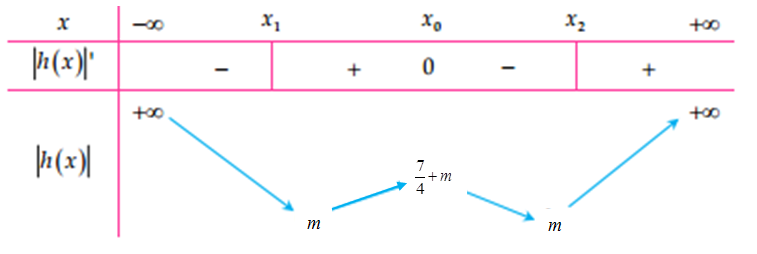 x −∞ x₁ x₀ x₂ +∞
|h(x)|' − + 0 − +
+∞ +∞
|h(x)| 7/4+m
m m